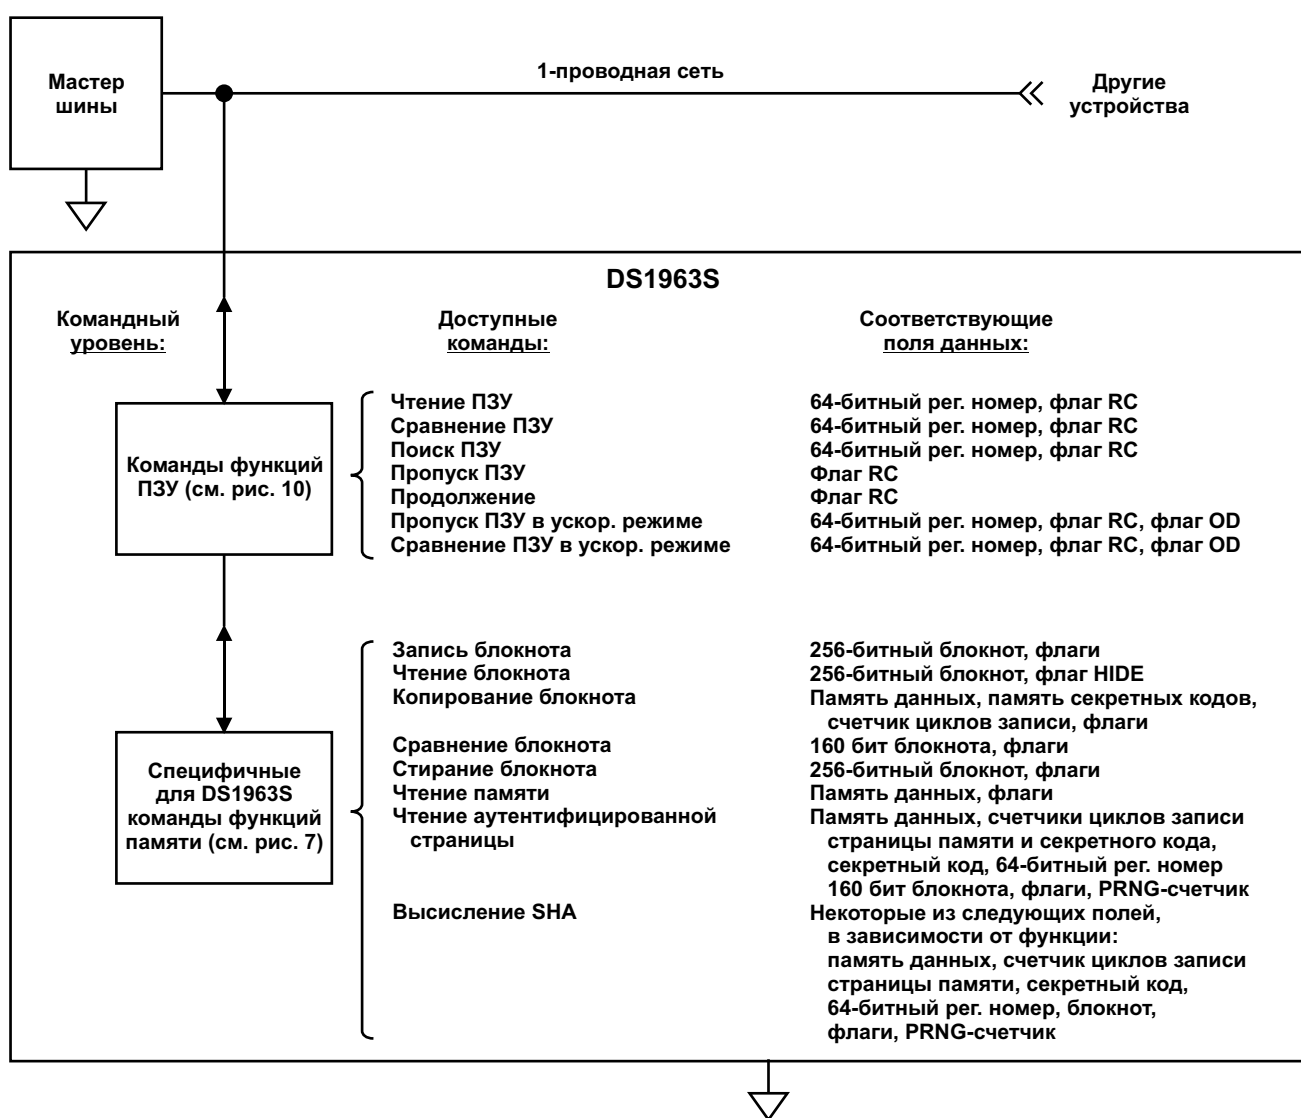 Мастер
шины
1-проводная сеть
Другие
устройства
DS1963S
Командный
уровень:
Доступные
команды:
Соответствующие
поля данных:
Команды функций
ПЗУ (см. рис. 10)
Чтение ПЗУ 64-битный рег. номер, флаг RC
Сравнение ПЗУ 64-битный рег. номер, флаг RC
Поиск ПЗУ 64-битный рег. номер, флаг RC
Пропуск ПЗУ Флаг RC
Продолжение Флаг RC
Пропуск ПЗУ в ускор. режиме 64-битный рег. номер, флаг RC, флаг OD
Сравнение ПЗУ в ускор. режиме 64-битный рег. номер, флаг RC, флаг OD
Специфичные
для DS1963S
команды функций
памяти (см. рис. 7)
Запись блокнота 256-битный блокнот, флаги
Чтение блокнота 256-битный блокнот, флаг HIDE
Копирование блокнота Память данных, память секретных кодов,
счетчик циклов записи, флаги
Сравнение блокнота 160 бит блокнота, флаги
Стирание блокнота 256-битный блокнот, флаги
Чтение памяти Память данных, флаги
Чтение аутентифицированной Память данных, счетчики циклов записи
страницы страницы памяти и секретного кода,
секретный код, 64-битный рег. номер
160 бит блокнота, флаги, PRNG-счетчик
Высисление SHA Некоторые из следующих полей,
в зависимости от функции:
память данных, счетчик циклов записи
страницы памяти, секретный код,
64-битный рег. номер, блокнот,
флаги, PRNG-счетчик